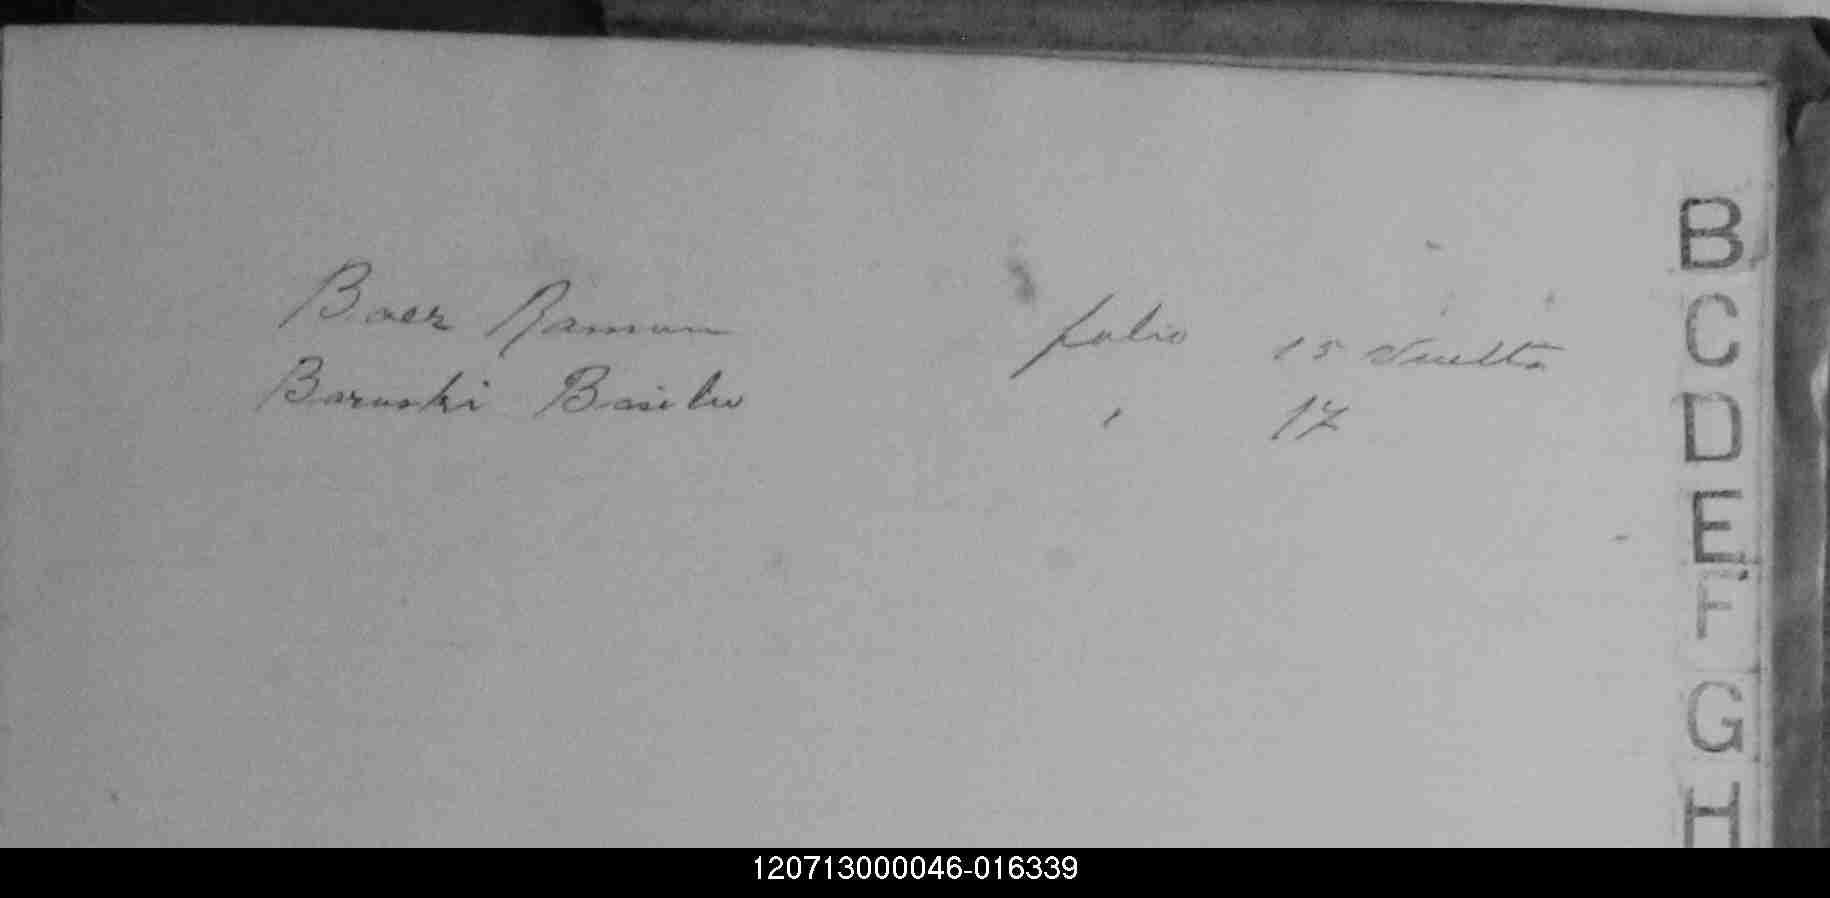 Baez Ramon folio 15 Vuelta
Baruski Basilio ' 17
B
C
D
E
F
G
H
120713000046-016339